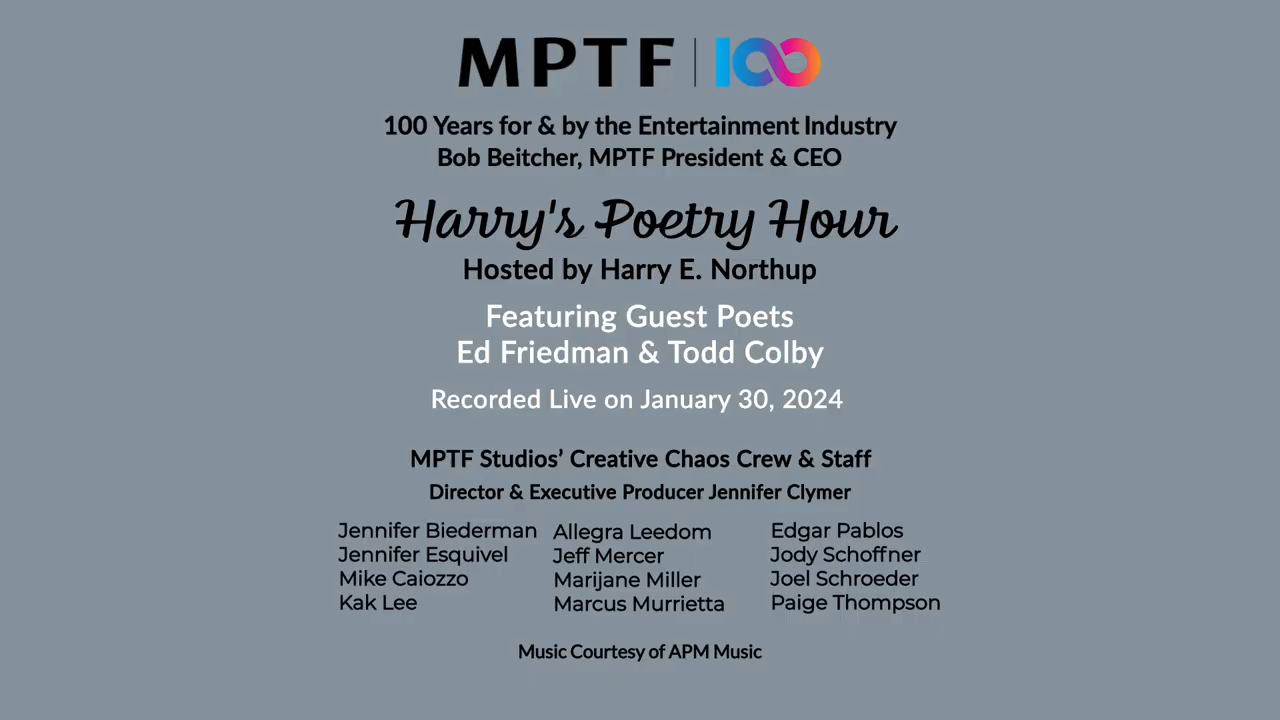 MPTF | 100
100 Years for & by the Entertainment Industry
Bob Beitcher, MPTF President & CEO
Harry's Poetry Hour
Hosted by Harry E. Northup
Featuring Guest Poets
Ed Friedman & Todd Colby
Recorded Live on January 30, 2024
MPTF Studios’ Creative Chaos Crew & Staff
Director & Executive Producer Jennifer Clymer
Jennifer Biederman
Jennifer Esquivel
Mike Caiozzo
Kak Lee
Allegra Leedom
Jeff Mercer
Marijane Miller
Marcus Murrietta
Edgar Pablos
Jody Schoffner
Joel Schroeder
Paige Thompson
Music Courtesy of APM Music